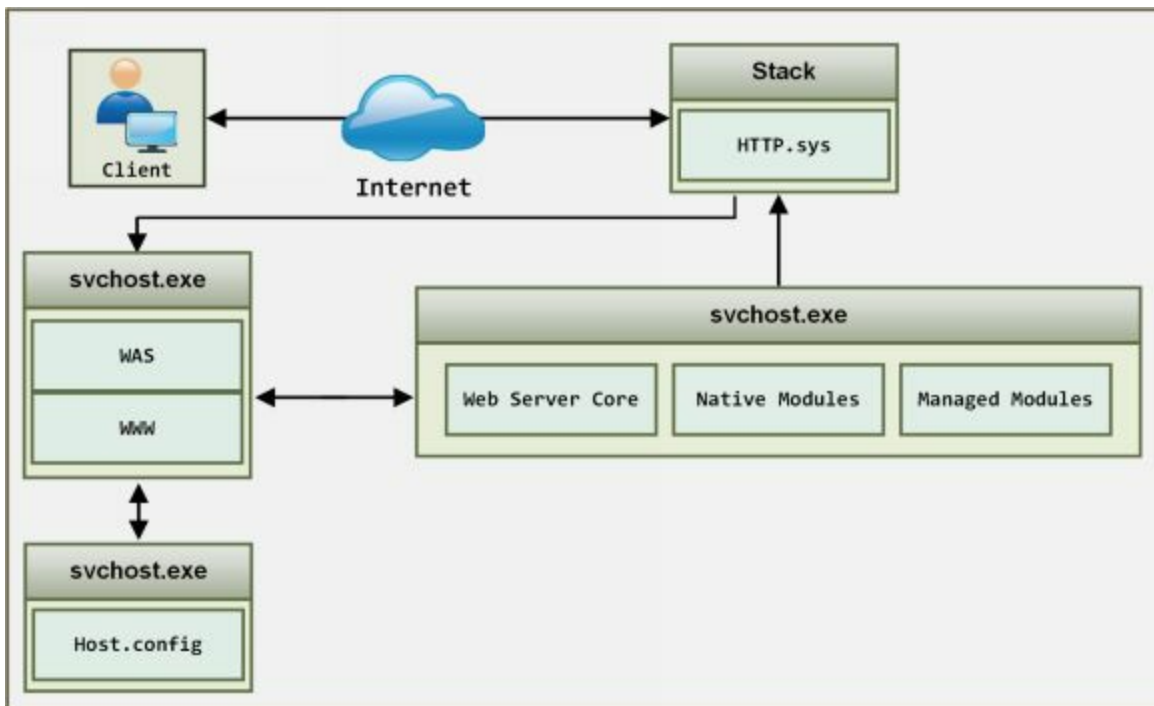 Stack
HTTP.sys
Client
Internet
svchost.exe
WAS
WWW
svchost.exe
Web Server Core
Native Modules
Managed Modules
svchost.exe
Host.config